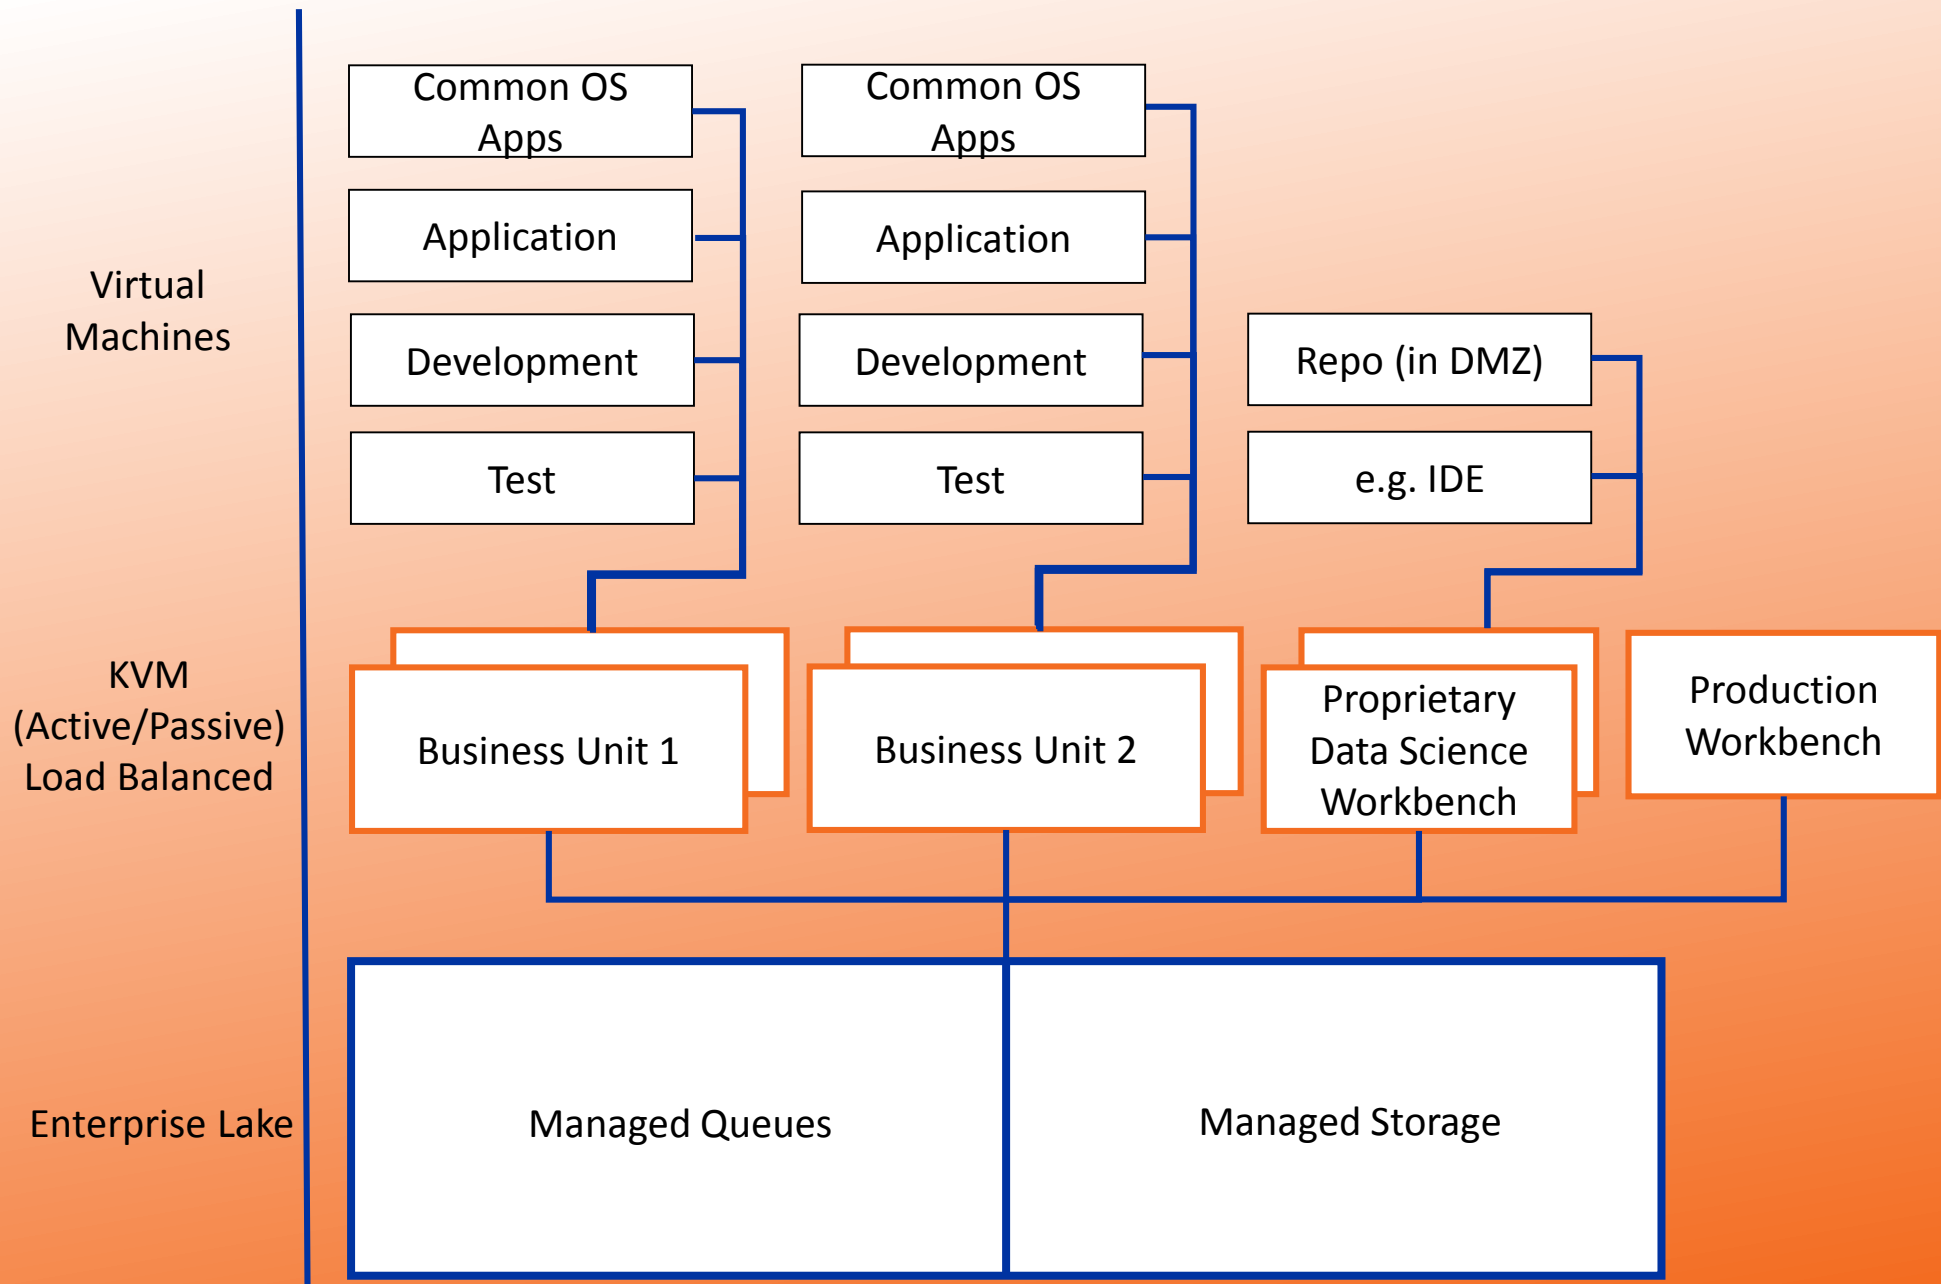 Common OS
Apps
Common OS
Apps
Application
Application
Virtual
Machines
Development
Development
Repo (in DMZ)
Test
Test
e.g. IDE
KVM
(Active/Passive)
Load Balanced
Business Unit 1
Business Unit 2
Proprietary
Data Science
Workbench
Production
Workbench
Enterprise Lake
Managed Queues
Managed Storage